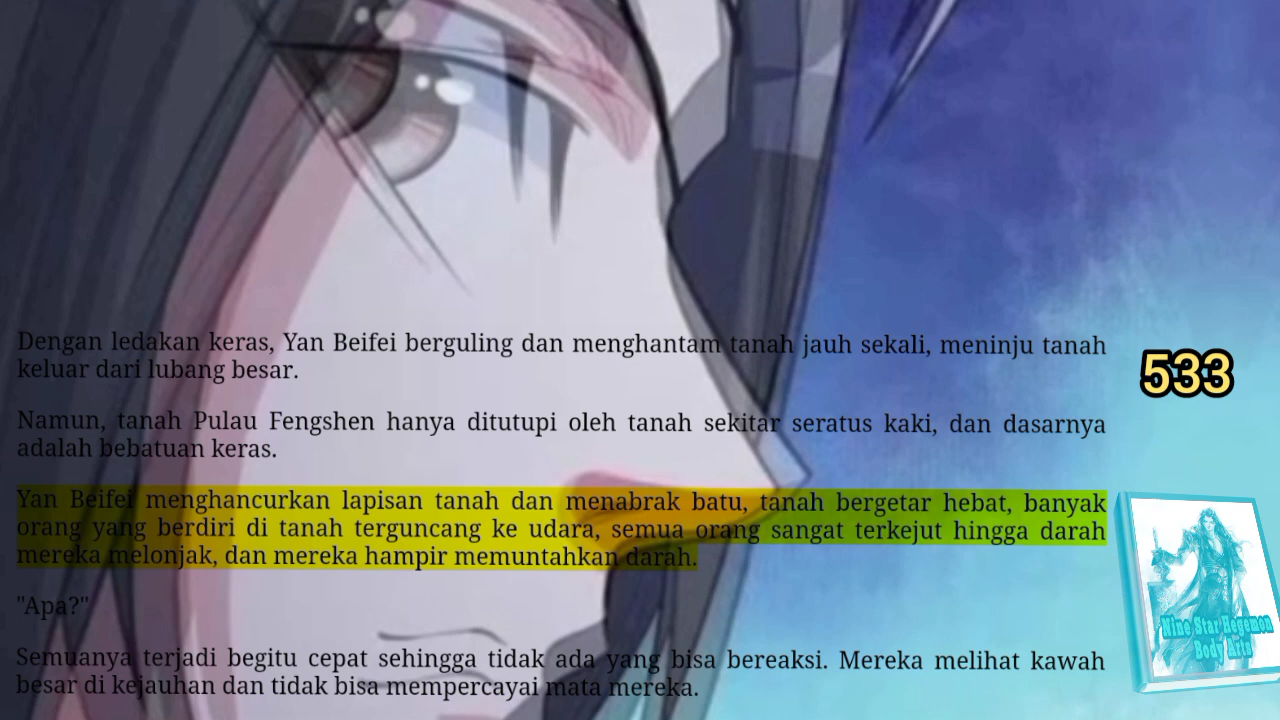 Dengan ledakan keras, Yan Beifei berguling dan menghantam tanah jauh sekali, meninju tanah
keluar dari lubang besar.
Namun, tanah Pulau Fengshen hanya ditutupi oleh tanah sekitar seratus kaki, dan dasarnya
adalah bebatuan keras.
Yan Beifei menghancurkan lapisan tanah dan menabrak batu, tanah bergetar hebat, banyak
orang yang berdiri di tanah terguncang ke udara, semua orang sangat terkejut hingga darah
mereka melonjak, dan mereka hampir memuntahkan darah.
"Apa?"
Semuanya terjadi begitu cepat sehingga tidak ada yang bisa bereaksi. Mereka melihat kawah
besar di kejauhan dan tidak bisa mempercayai mata mereka.
533
Nine Star Hegemon
Body Arts